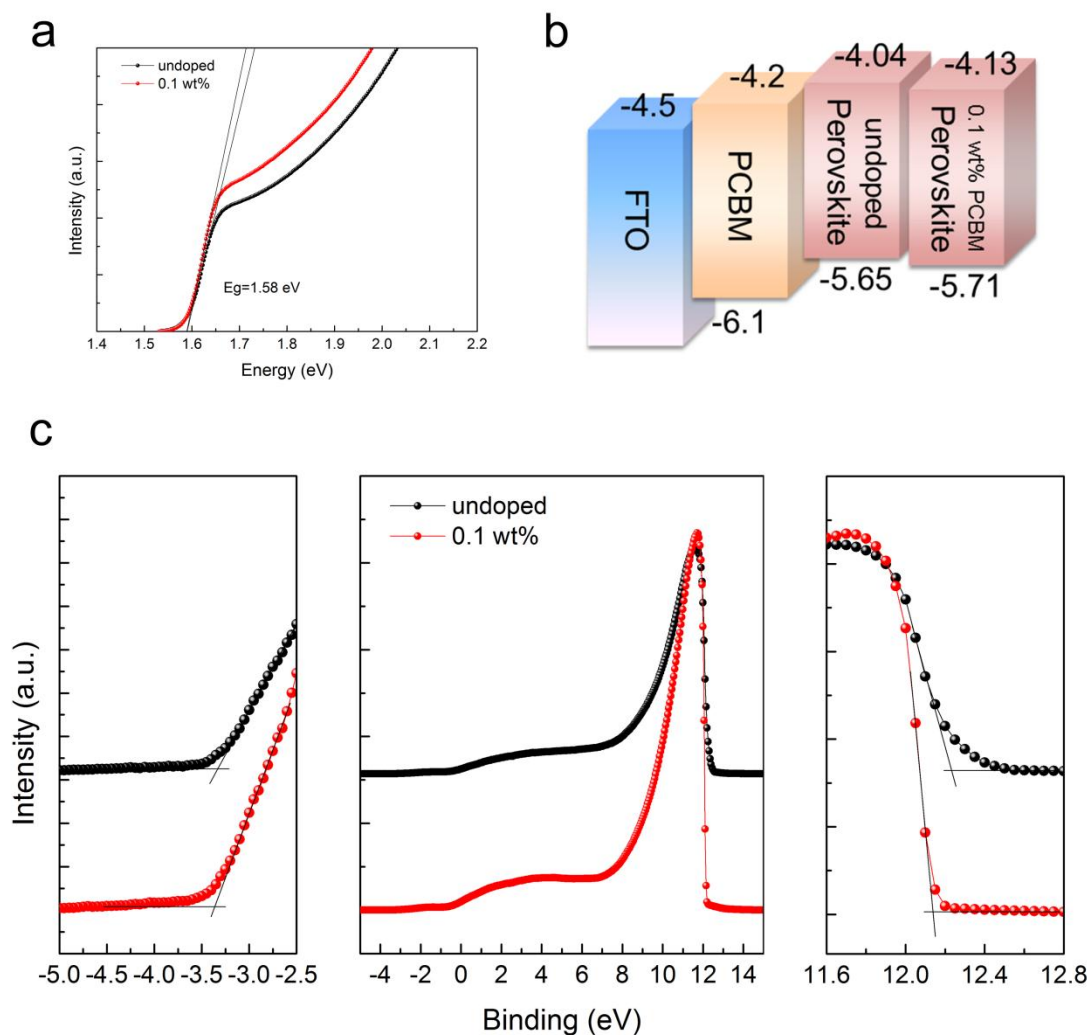 a
undoped
0.1 wt%
Intensity (a.u.)
Eg=1.58 eV
1.4 1.5 1.6 1.7 1.8 1.9 2.0 2.1 2.2
Energy (eV)
b
-4.5
-4.2
-4.04
-4.13
FTO
PCBM
undoped
Perovskite
0.1 wt% PCBM
Perovskite
-6.1
-5.65
-5.71
c
undoped
0.1 wt%
Intensity (a.u.)
-5.0 -4.5 -4.0 -3.5 -3.0 -2.5
-4 -2 0 2 4 6 8 10 12 14
11.6 12.0 12.4 12.8
Binding (eV)